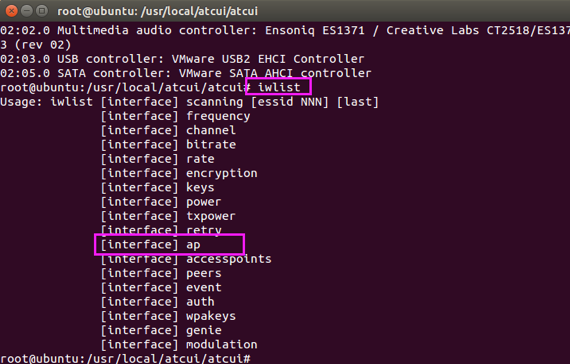 root@ubuntu: /usr/local/atcui/atcui
02:02.0 Multimedia audio controller: Ensoniq ES1371 / Creative Labs CT2518/ES137
3 (rev 02)
02:03.0 USB controller: VMware USB2 EHCI Controller
02:05.0 SATA controller: VMware SATA AHCI controller
root@ubuntu:/usr/local/atcui/atcui# iwlist
Usage: iwlist [interface] scanning [essid NNN] [last]
[interface] frequency
[interface] channel
[interface] bitrate
[interface] rate
[interface] encryption
[interface] keys
[interface] power
[interface] txpower
[interface] retry
[interface] ap
[interface] accesspoints
[interface] peers
[interface] event
[interface] auth
[interface] wpakeys
[interface] genie
[interface] modulation
root@ubuntu:/usr/local/atcui/atcui#